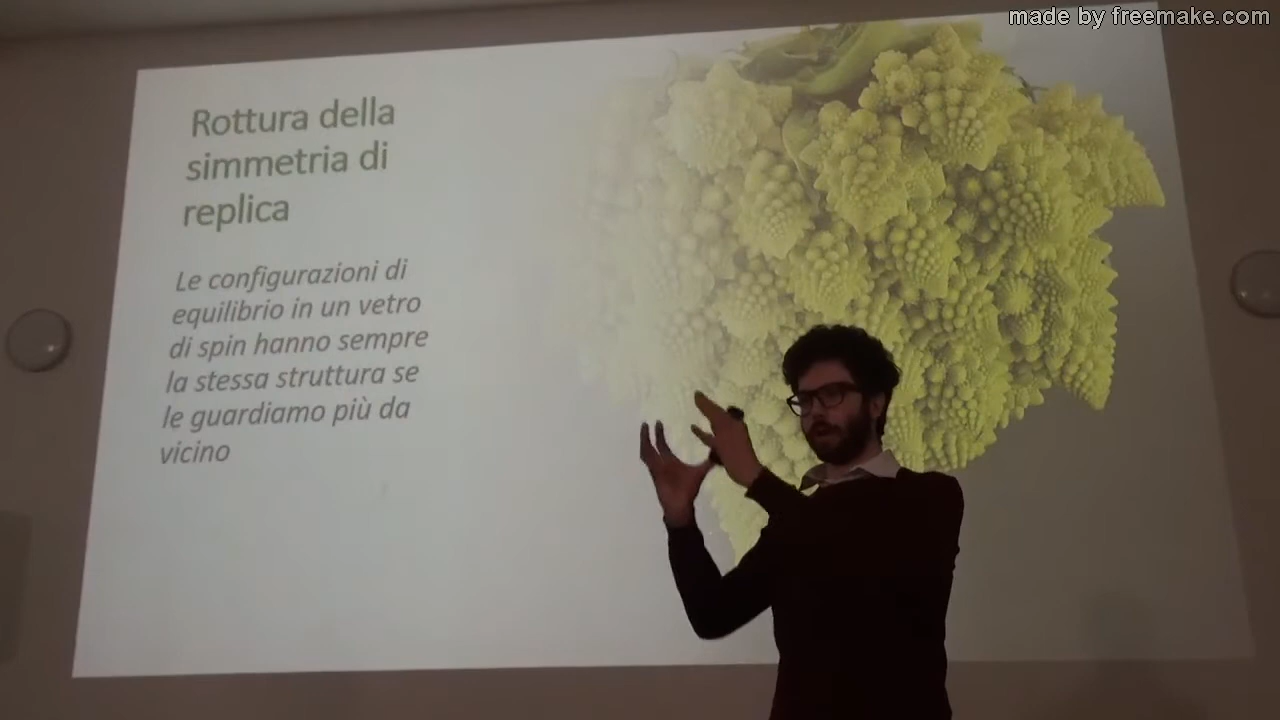 made by freemake.com
Rottura della
simmetria di
replica
Le configurazioni di
equilibrio in un vetro
di spin hanno sempre
la stessa struttura se
le guardiamo più da
vicino